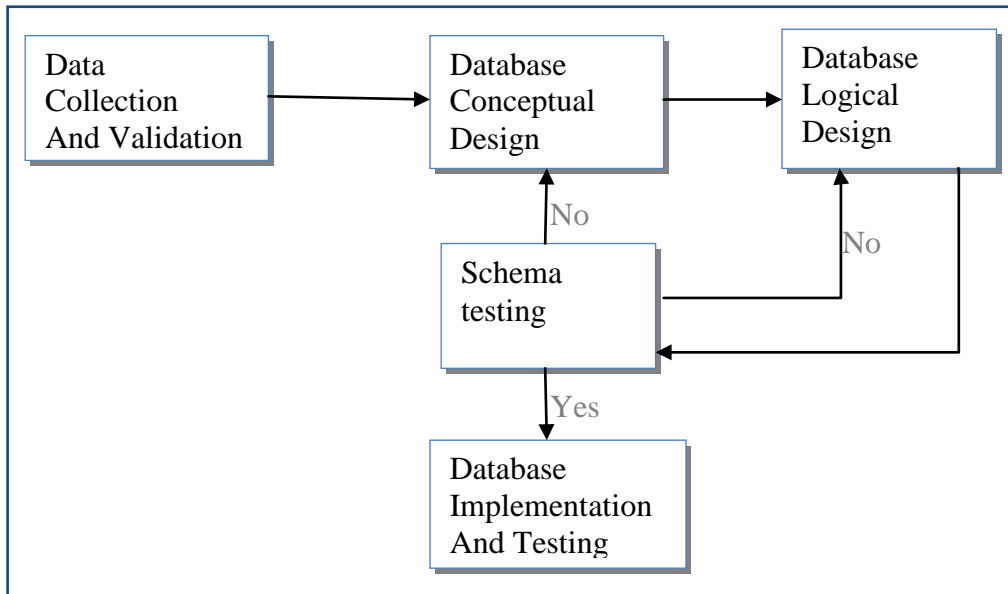 Data
Collection
And Validation
Database
Conceptual
Design
Database
Logical
Design
No
No
Schema
testing
Yes
Database
Implementation
And Testing